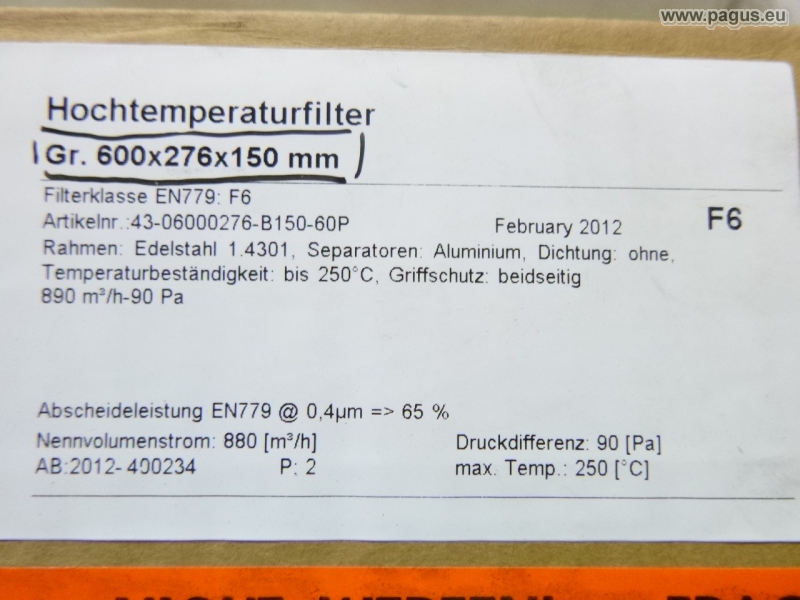 www.pagus.eu
Hochtemperaturfilter
Gr. 600x276x150 mm
Filterklasse EN779: F6
Artikelnr.:43-06000276-B150-60P February 2012 F6
Rahmen: Edelstahl 1.4301, Separatoren: Aluminium, Dichtung: ohne,
Temperaturbeständigkeit: bis 250°C, Griffschutz: beidseitig
890 m³/h-90 Pa
Abscheideleistung EN779 @ 0,4µm => 65 %
Nennvolumenstrom: 880 [m³/h] Druckdifferenz: 90 [Pa]
AB:2012- 400234 P: 2 max. Temp.: 250 [°C]